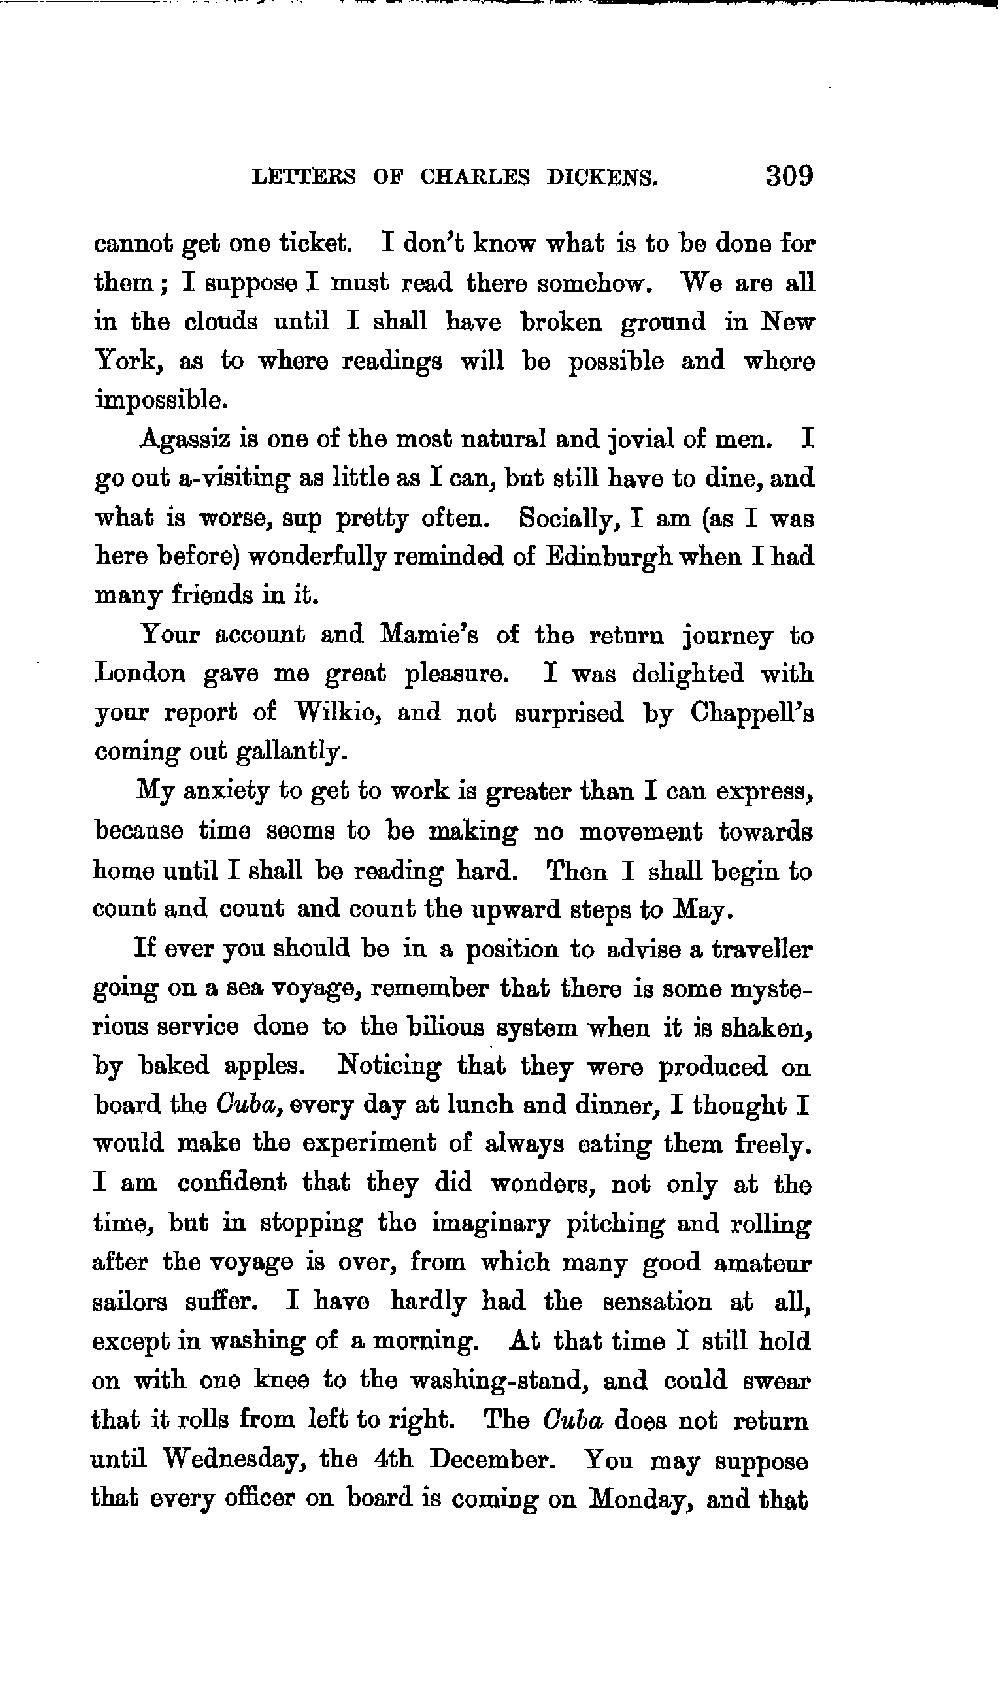 LETTERS OF CHARLES DICKENS. 309
cannot get one ticket. I don't know what is to be done for
them; I suppose I must read there somehow. We are all
in the clouds until I shall have broken ground in New
York, as to where readings will be possible and where
impossible.
Agassiz is one of the most natural and jovial of men. I
go out a-visiting as little as I can, but still have to dine, and
what is worse, sup pretty often. Socially, I am (as I was
here before) wonderfully reminded of Edinburgh when I had
many friends in it.
Your account and Mamie's of the return journey to
London gave me great pleasure. I was delighted with
your report of Wilkie, and not surprised by Chappell's
coming out gallantly.
My anxiety to get to work is greater than I can express,
because time seems to be making no movement towards
home until I shall be reading hard. Then I shall begin to
count and count and count the upward steps to May.
If ever you should be in a position to advise a traveller
going on a sea voyage, remember that there is some myste-
rious service done to the bilious system when it is shaken,
by baked apples. Noticing that they were produced on
board the Cuba, every day at lunch and dinner, I thought I
would make the experiment of always eating them freely.
I am confident that they did wonders, not only at the
time, but in stopping the imaginary pitching and rolling
after the voyage is over, from which many good amateur
sailors suffer. I have hardly had the sensation at all,
except in washing of a morning. At that time I still hold
on with one knee to the washing-stand, and could swear
that it rolls from left to right. The Cuba does not return
until Wednesday, the 4th December. You may suppose
that every officer on board is coming on Monday, and that